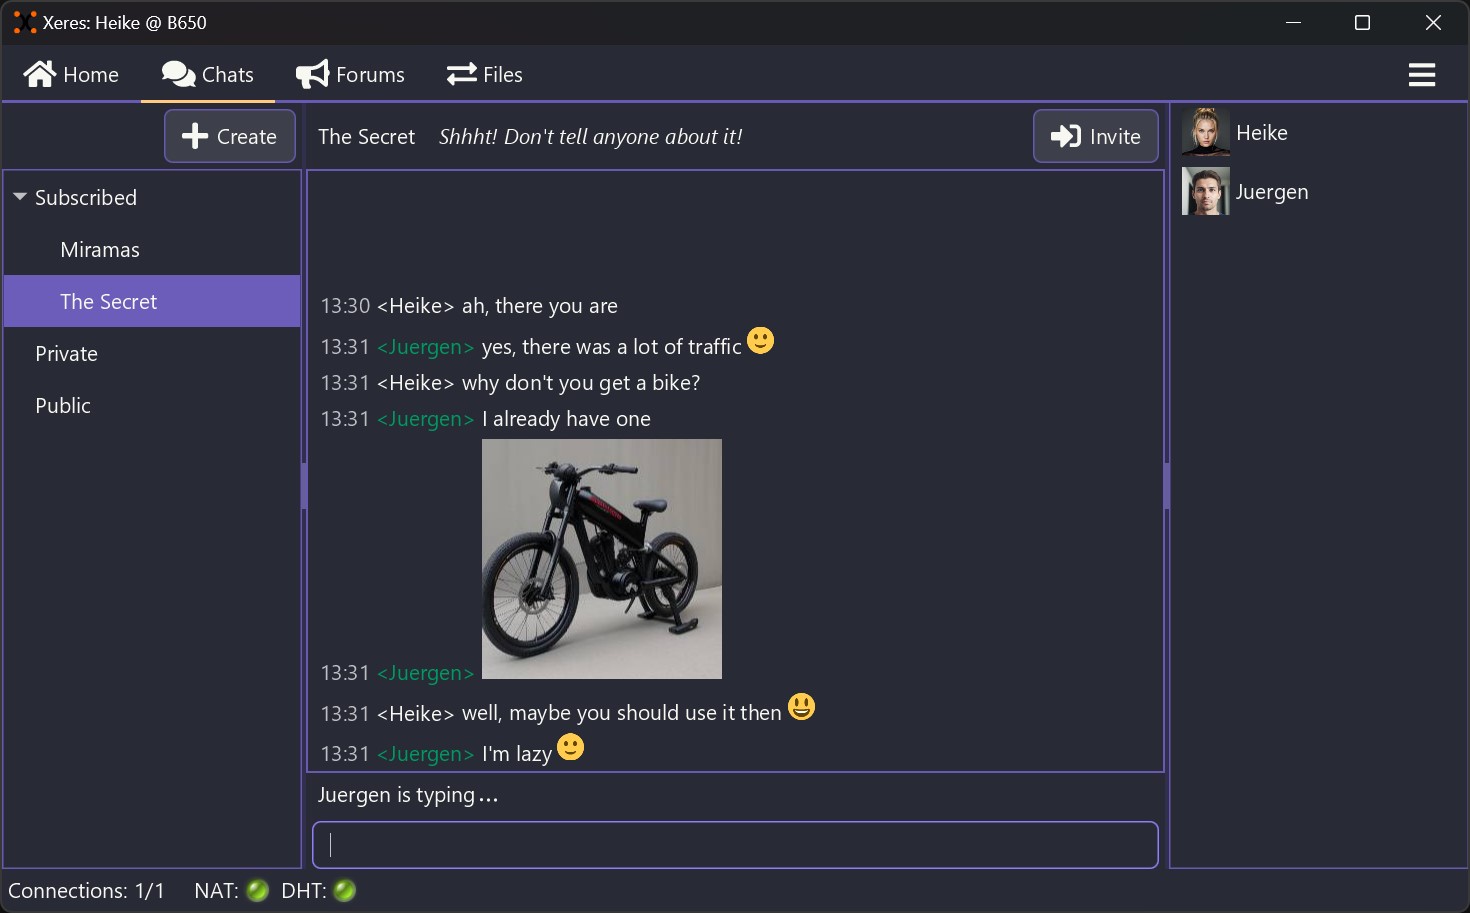 Xeres: Heike @ B650
Home
Chats
Forums
Files
Create
The Secret
Shhht! Don't tell anyone about it!
Invite
Subscribed
Miramas
The Secret
Private
Public
13:30 <Heike> ah, there you are
13:31 <Juergen> yes, there was a lot of traffic 🙂
13:31 <Heike> why don't you get a bike?
13:31 <Juergen> I already have one
13:31 <Juergen>
13:31 <Heike> well, maybe you should use it then 😃
13:31 <Juergen> I'm lazy 🙂
Juergen is typing...
Heike
Juergen
Connections: 1/1
NAT:
DHT: